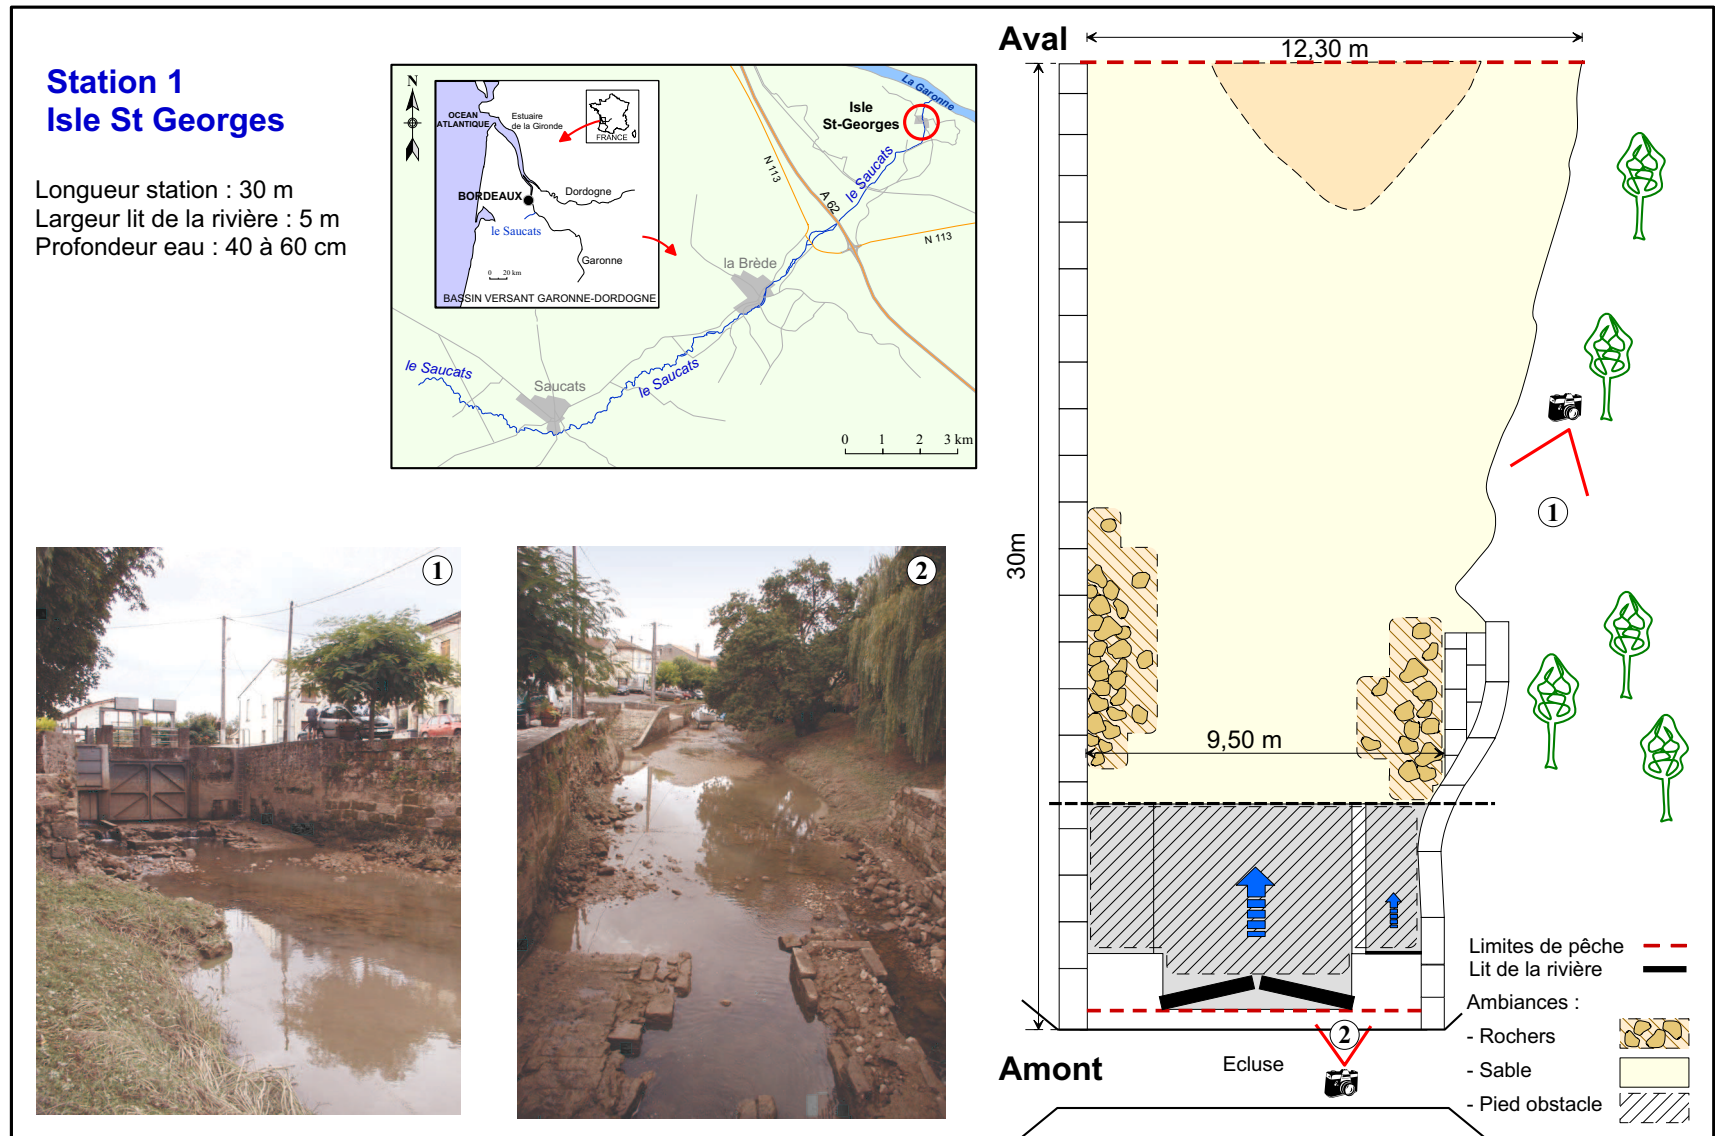 Station 1
Isle St Georges
Longueur station : 30 m
Largeur lit de la rivière : 5 m
Profondeur eau : 40 à 60 cm
N
OCEAN
ATLANTIQUE
Estuaire
de la Gironde
FRANCE
BORDEAUX
Dordogne
le Saucats
Garonne
0 20 km
BASSIN VERSANT GARONNE-DORDOGNE
La Garonne
Isle
St-Georges
N 113
A 62
le Saucats
N 113
la Brède
le Saucats
Saucats
le Saucats
0 1 2 3 km
1
2
Aval
12,30 m
30m
1
9,50 m
2
Amont
Ecluse
Limites de pêche
Lit de la rivière
Ambiances :
- Rochers
- Sable
- Pied obstacle